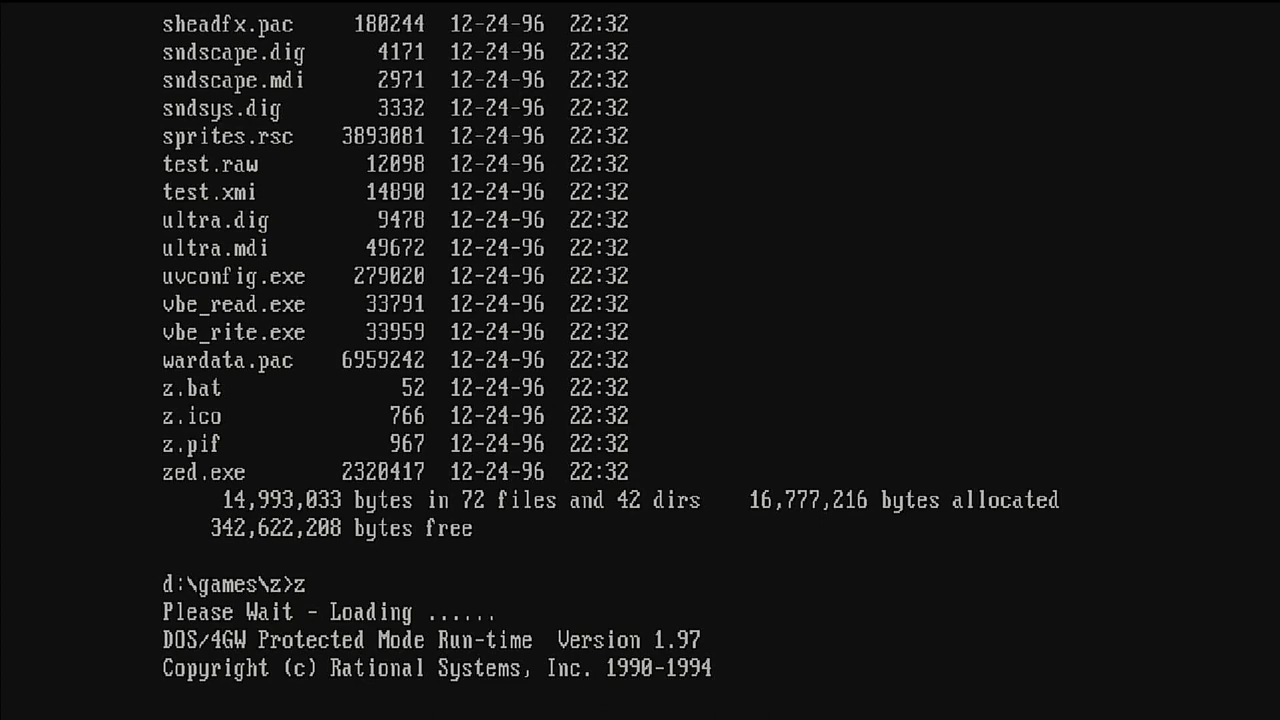 sheadfx.pac     180244  12-24-96  22:32
sndscape.dig      4171  12-24-96  22:32
sndscape.mdi      2971  12-24-96  22:32
sndsys.dig        3332  12-24-96  22:32
sprites.rsc    3893081  12-24-96  22:32
test.raw         12098  12-24-96  22:32
test.xmi         14890  12-24-96  22:32
ultra.dig         9478  12-24-96  22:32
ultra.mdi        49672  12-24-96  22:32
uvconfig.exe    279020  12-24-96  22:32
vbe_read.exe     33791  12-24-96  22:32
vbe_rite.exe     33959  12-24-96  22:32
wardata.pac    6959242  12-24-96  22:32
z.bat               52  12-24-96  22:32
z.ico              766  12-24-96  22:32
z.pif              967  12-24-96  22:32
zed.exe        2320417  12-24-96  22:32
14,993,033 bytes in 72 files and 42 dirs    16,777,216 bytes allocated
342,622,208 bytes free
d:\games\z>z
Please Wait - Loading ......
DOS/4GW Protected Mode Run-time  Version 1.97
Copyright (c) Rational Systems, Inc. 1990-1994